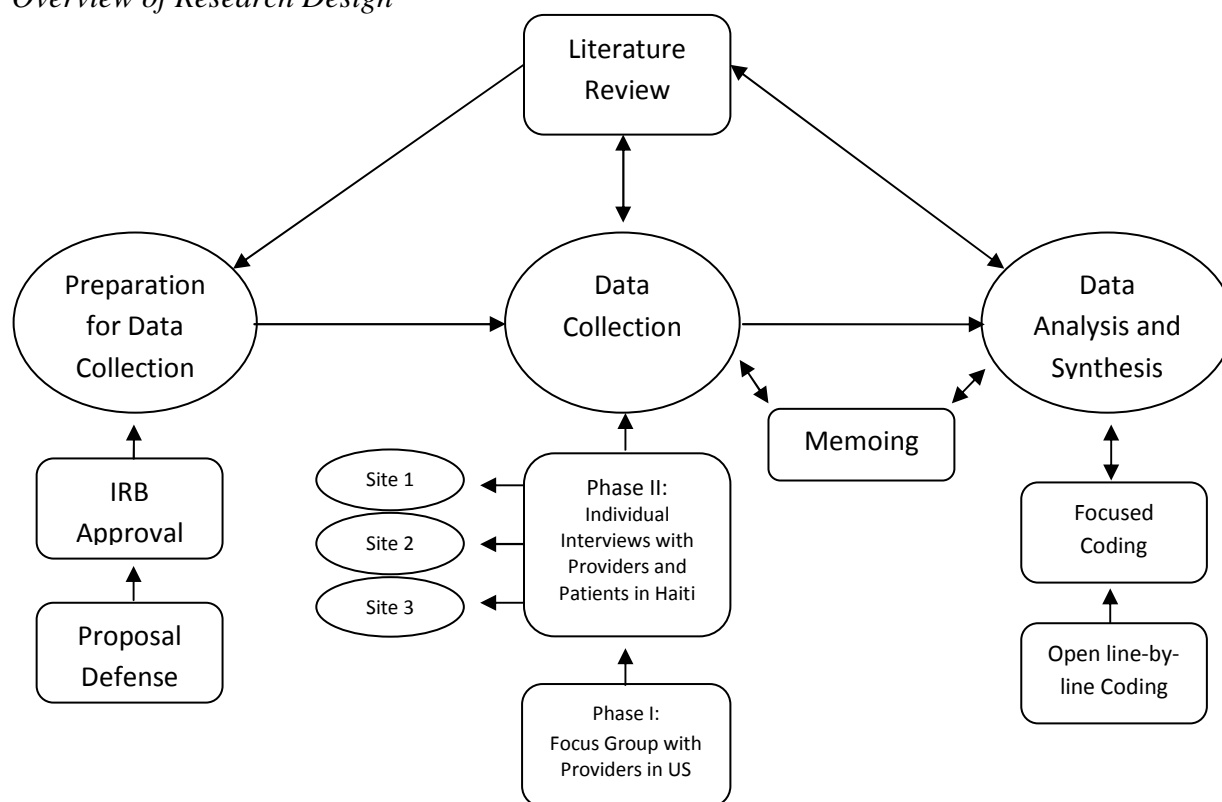 Overview of Research Design
Literature
Review
Preparation
for Data
Collection
Data
Collection
Data
Analysis and
Synthesis
Memoing
IRB
Approval
Proposal
Defense
Site 1
Site 2
Site 3
Phase II:
Individual
Interviews with
Providers and
Patients in Haiti
Phase I:
Focus Group with
Providers in US
Focused
Coding
Open line-by-
line Coding